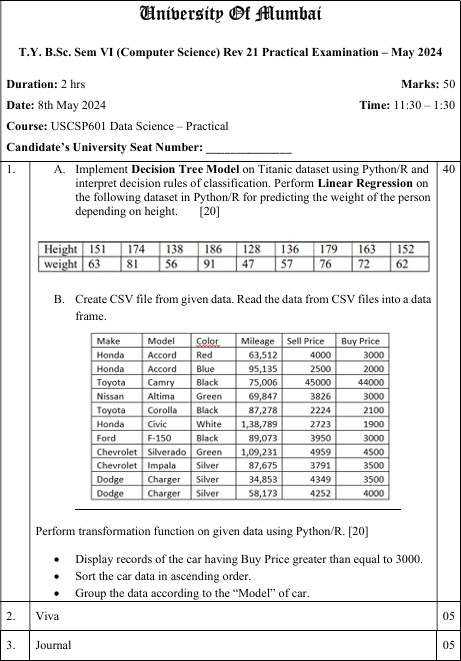 University Of Mumbai
T.Y. B.Sc. Sem VI (Computer Science) Rev 21 Practical Examination – May 2024
Duration: 2 hrs Marks: 50
Date: 8th May 2024 Time: 11:30 – 1:30
Course: USCSP601 Data Science – Practical
Candidate’s University Seat Number: ______________
1. A. Implement Decision Tree Model on Titanic dataset using Python/R and 40
interpret decision rules of classification. Perform Linear Regression on
the following dataset in Python/R for predicting the weight of the person
depending on height. [20]
Height 151 174 138 186 128 136 179 163 152
weight 63 81 56 91 47 57 76 72 62
B. Create CSV file from given data. Read the data from CSV files into a data
frame.
Make Model Color Mileage Sell Price Buy Price
Honda Accord Red 63,512 4000 3000
Honda Accord Blue 95,135 2500 2000
Toyota Camry Black 75,006 45000 44000
Nissan Altima Green 69,847 3826 3000
Toyota Corolla Black 87,278 2224 2100
Honda Civic White 1,38,789 2723 1900
Ford F-150 Black 89,073 3950 3000
Chevrolet Silverado Green 1,09,231 4959 4500
Chevrolet Impala Silver 87,675 3791 3500
Dodge Charger Silver 34,853 4349 3500
Dodge Charger Silver 58,173 4252 4000
Perform transformation function on given data using Python/R. [20]
• Display records of the car having Buy Price greater than equal to 3000.
• Sort the car data in ascending order.
• Group the data according to the “Model” of car.
2. Viva 05
3. Journal 05